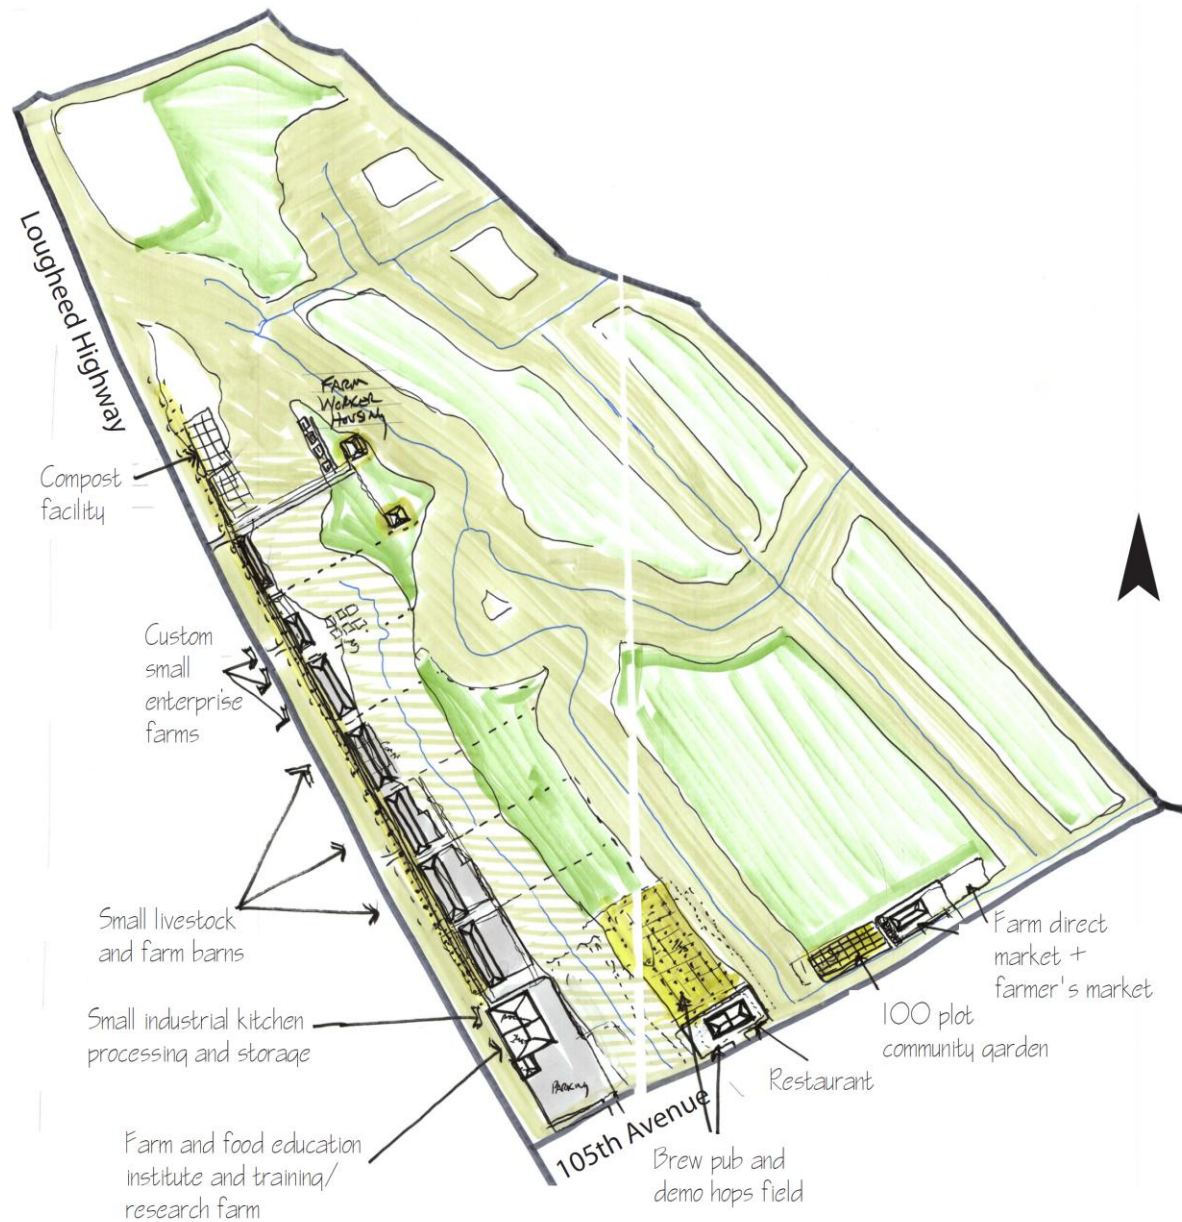 Lougheed Highway
FARM
WORKER
HOUSING
Compost
facility
Custom
small
enterprise
farms
Small livestock
and farm barns
Small industrial kitchen
processing and storage
Farm and food education
institute and training/
research farm
PARKING
105th Avenue
Brew pub and
demo hops field
Restaurant
100 plot
community garden
Farm direct
market +
farmer's market